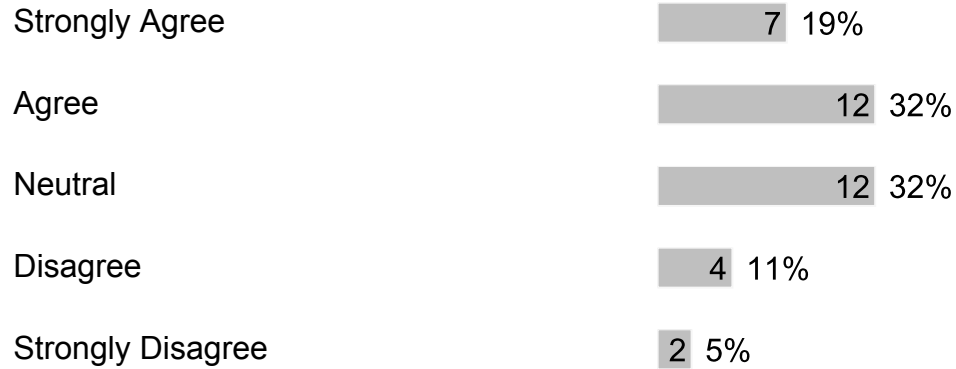 Strongly Agree 7 19%
Agree 12 32%
Neutral 12 32%
Disagree 4 11%
Strongly Disagree 2 5%